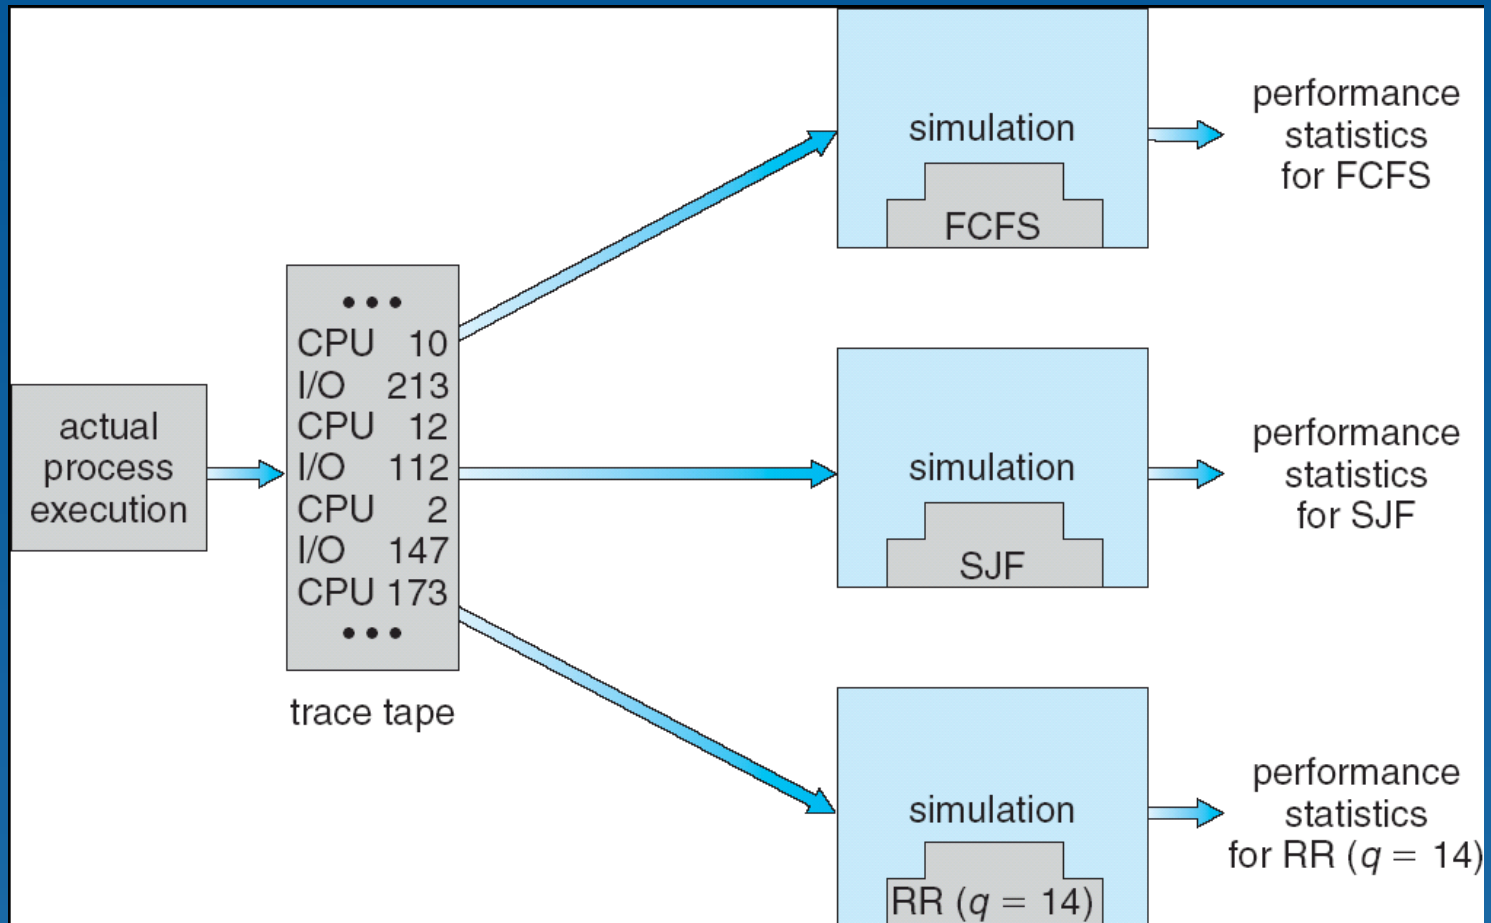 actual
process
execution
•••
CPU 10
I/O 213
CPU 12
I/O 112
CPU 2
I/O 147
CPU 173
•••
trace tape
simulation
FCFS
performance
statistics
for FCFS
simulation
SJF
performance
statistics
for SJF
simulation
RR (q = 14)
performance
statistics
for RR (q = 14)